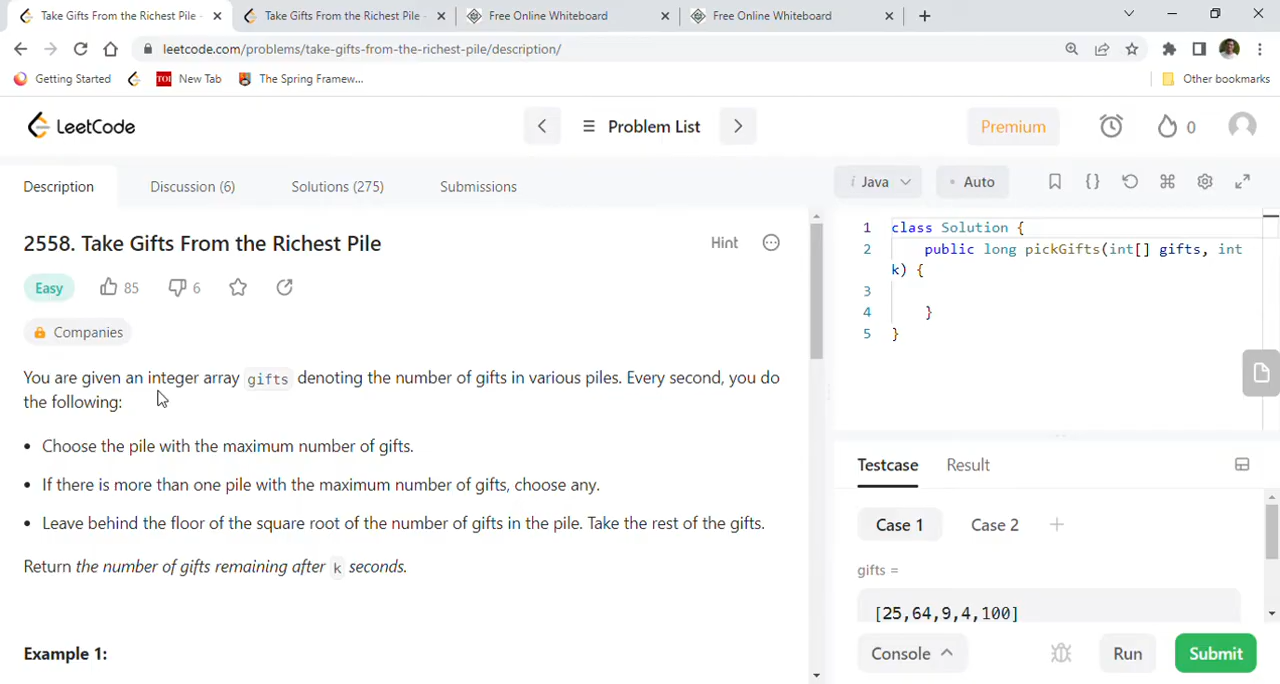 Take Gifts From the Richest Pile - Take Gifts From the Richest Pile - Free Online Whiteboard Free Online Whiteboard
leetcode.com/problems/take-gifts-from-the-richest-pile/description/
Getting Started New Tab The Spring Framew... Other bookmarks
LeetCode Problem List Premium 0
Description Discussion (6) Solutions (275) Submissions
i Java Auto
2558. Take Gifts From the Richest Pile Hint
Easy 85 6
Companies
You are given an integer array gifts denoting the number of gifts in various piles. Every second, you do
the following:
• Choose the pile with the maximum number of gifts.
• If there is more than one pile with the maximum number of gifts, choose any.
• Leave behind the floor of the square root of the number of gifts in the pile. Take the rest of the gifts.
Return the number of gifts remaining after k seconds.
Example 1:
1 class Solution {
2 public long pickGifts(int[] gifts, int
k) {
3
4 }
5 }
Testcase Result
Case 1 Case 2 +
gifts =
[25,64,9,4,100]
Console Run Submit